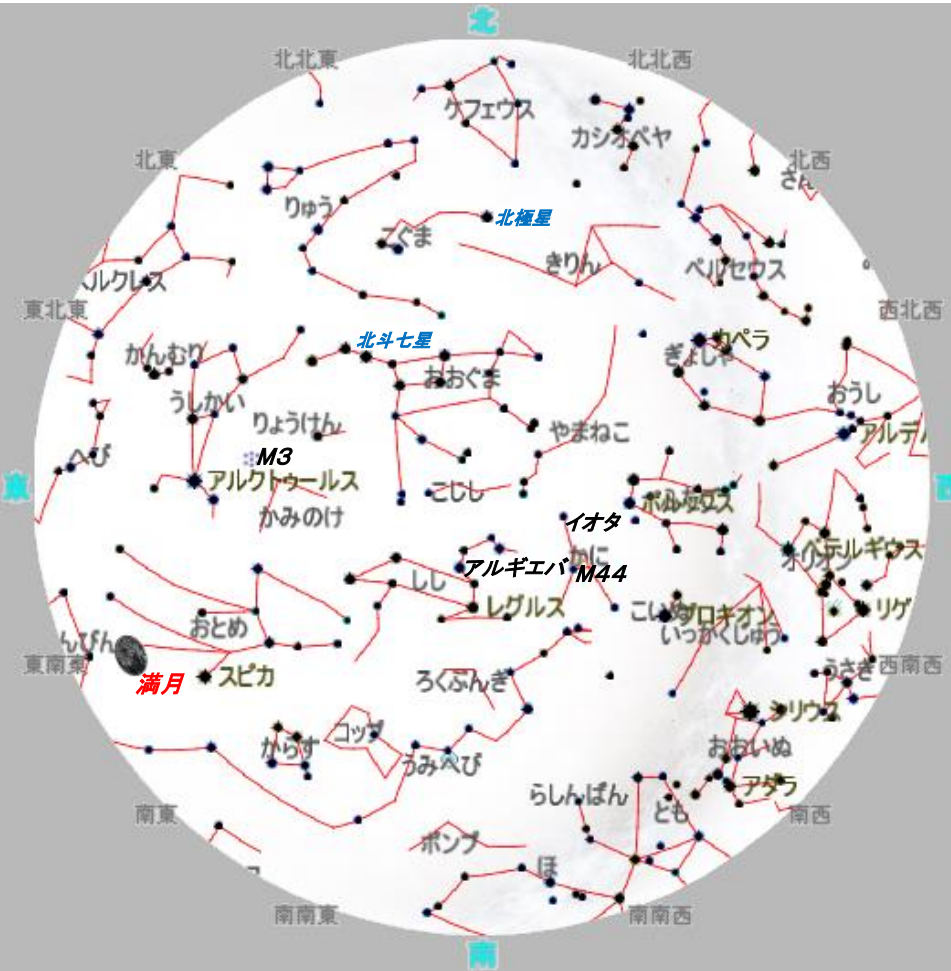 北
北北東
北北西
ケフェウス
カシオペヤ
北東
北西
りゅう
北極星
こぐま
きりん
ペルセウス
ヘルクレス
東北東
西北西
かんむり
北斗七星
カペラ
ぎょしゃ
おおぐま
おうし
うしかい
りょうけん
やまねこ
へび
M3
東
アルクトゥールス
こじし
西
かみのけ
イオタ
かに
アルギエバ
M44
しし
ベテルギウス
オリオン
レグルス
こいぬ
プロキオン
いっかくじゅう
リゲ
おとめ
東南東
西南西
満月
スピカ
ろくぶんぎ
うさぎ
シリウス
コップ
からす
うみへび
おおいぬ
アダラ
らしんばん
とも
南東
南西
ポンプ
ほ
南南東
南南西
南